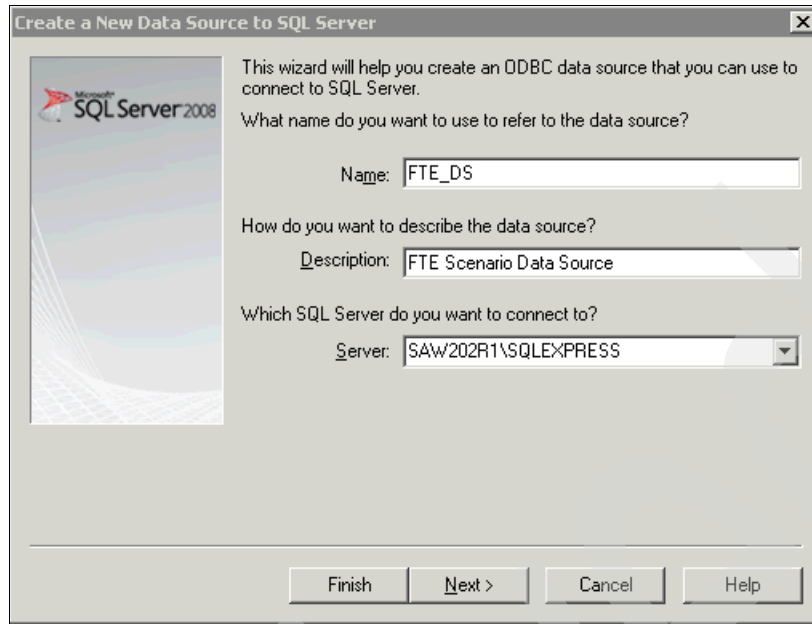 Create a New Data Source to SQL Server
Microsoft
SQL Server 2008
This wizard will help you create an ODBC data source that you can use to
connect to SQL Server.
What name do you want to use to refer to the data source?
Name: FTE_DS
How do you want to describe the data source?
Description: FTE Scenario Data Source
Which SQL Server do you want to connect to?
Server: SAW202R1\SQLEXPRESS
Finish Next > Cancel Help